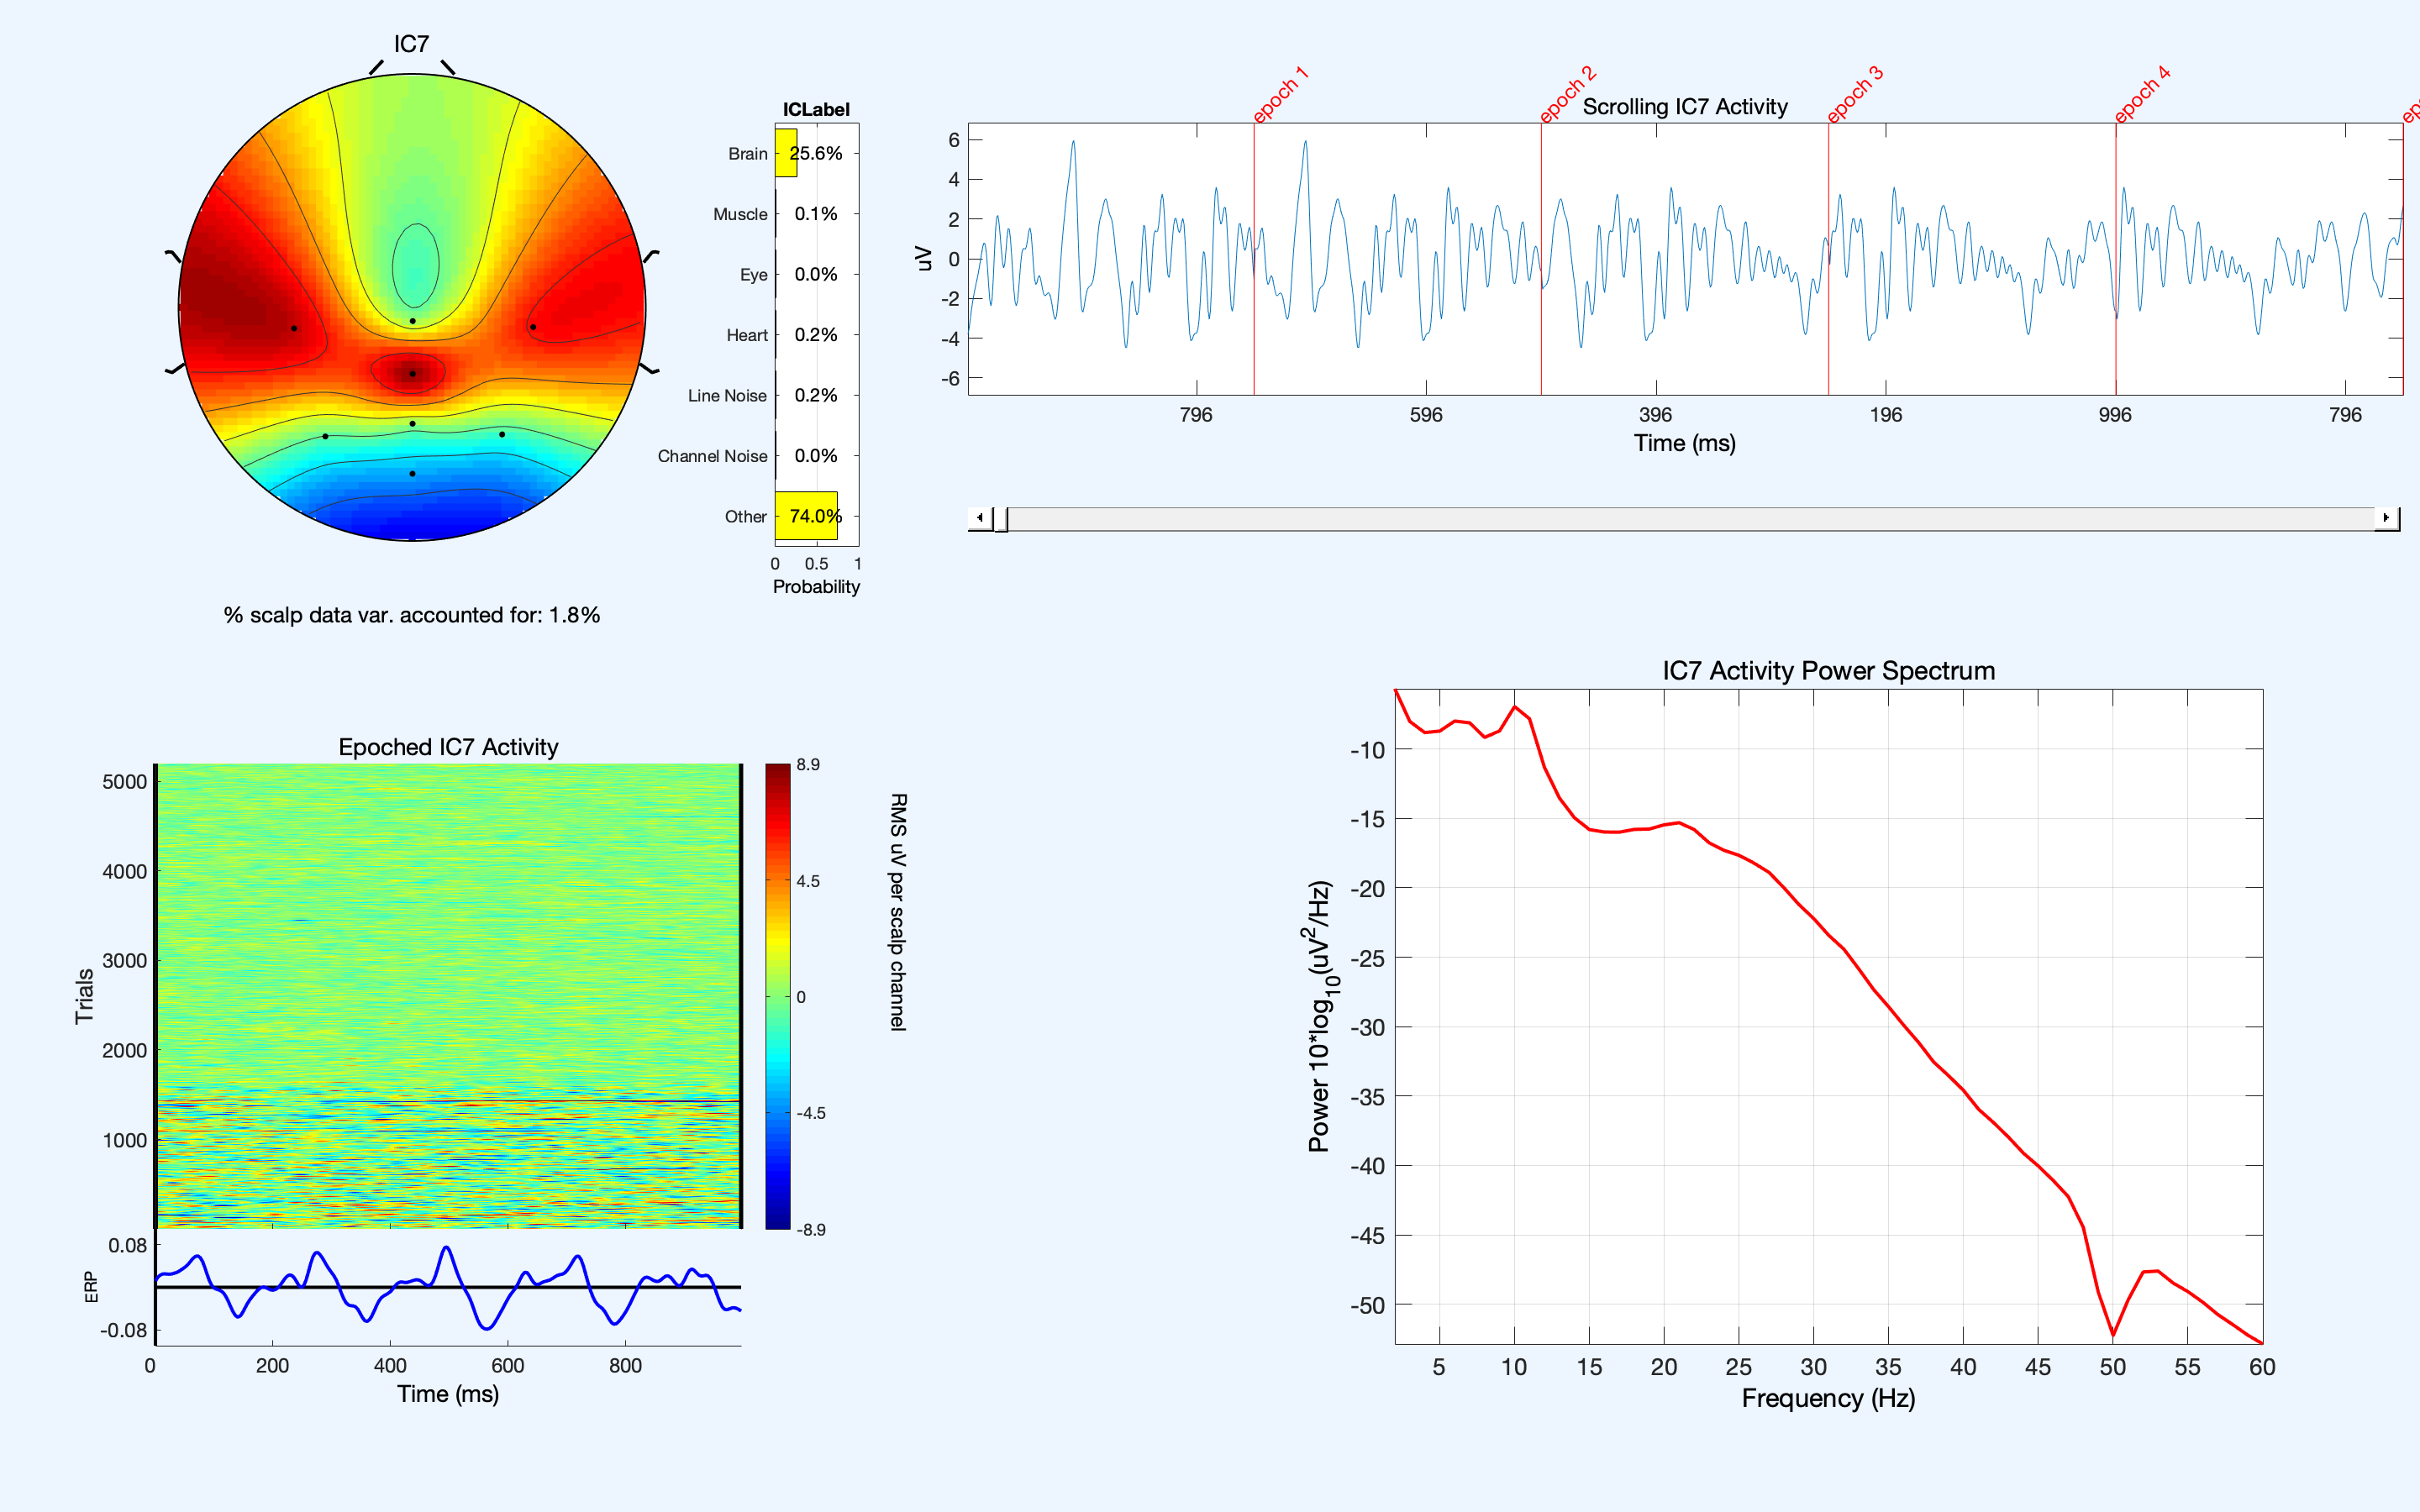 IC7
ICLabel
Brain 25.6%
Muscle 0.1%
Eye 0.0%
Heart 0.2%
Line Noise 0.2%
Channel Noise 0.0%
Other 74.0%
0 0.5 1
Probability
% scalp data var. accounted for: 1.8%
epoch 1
epoch 2
epoch 3
epoch 4
Scrolling IC7 Activity
6
4
2
0
-2
-4
-6
uV
796 596 396 196 996 796
Time (ms)
Epoched IC7 Activity
5000
4000
3000
2000
1000
Trials
8.9
4.5
0
-4.5
-8.9
RMS uV per scalp channel
0.08
-0.08
ERP
0 200 400 600 800
Time (ms)
IC7 Activity Power Spectrum
-10
-15
-20
-25
-30
-35
-40
-45
-50
Power 10*log10(uV2/Hz)
5 10 15 20 25 30 35 40 45 50 55 60
Frequency (Hz)